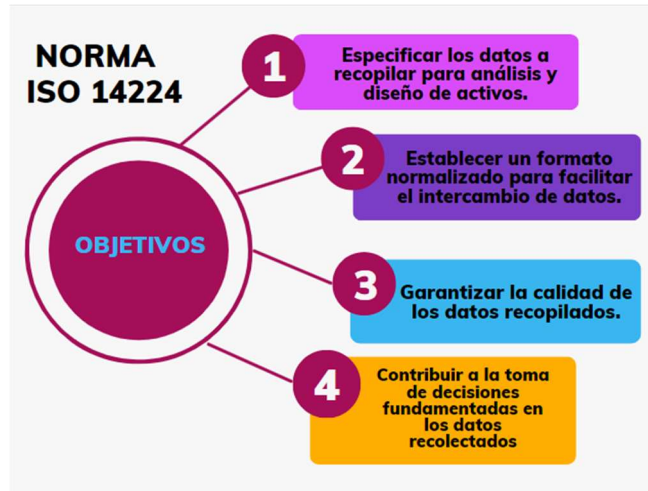 NORMA
ISO 14224
OBJETIVOS
1
Especificar los datos a
recopilar para análisis y
diseño de activos.
2
Establecer un formato
normalizado para facilitar
el intercambio de datos.
3
Garantizar la calidad de
los datos recopilados.
4
Contribuir a la toma
de decisiones
fundamentadas en
los datos
recolectados